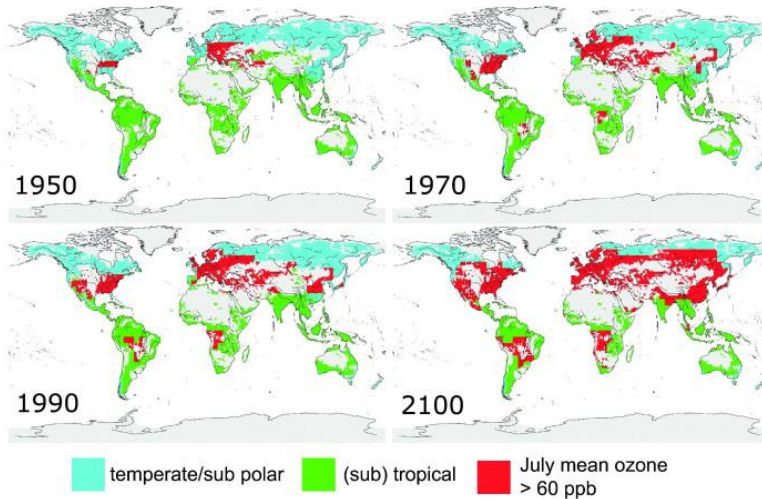 1950
1970
1990
2100
temperate/sub polar
(sub) tropical
July mean ozone
> 60 ppb